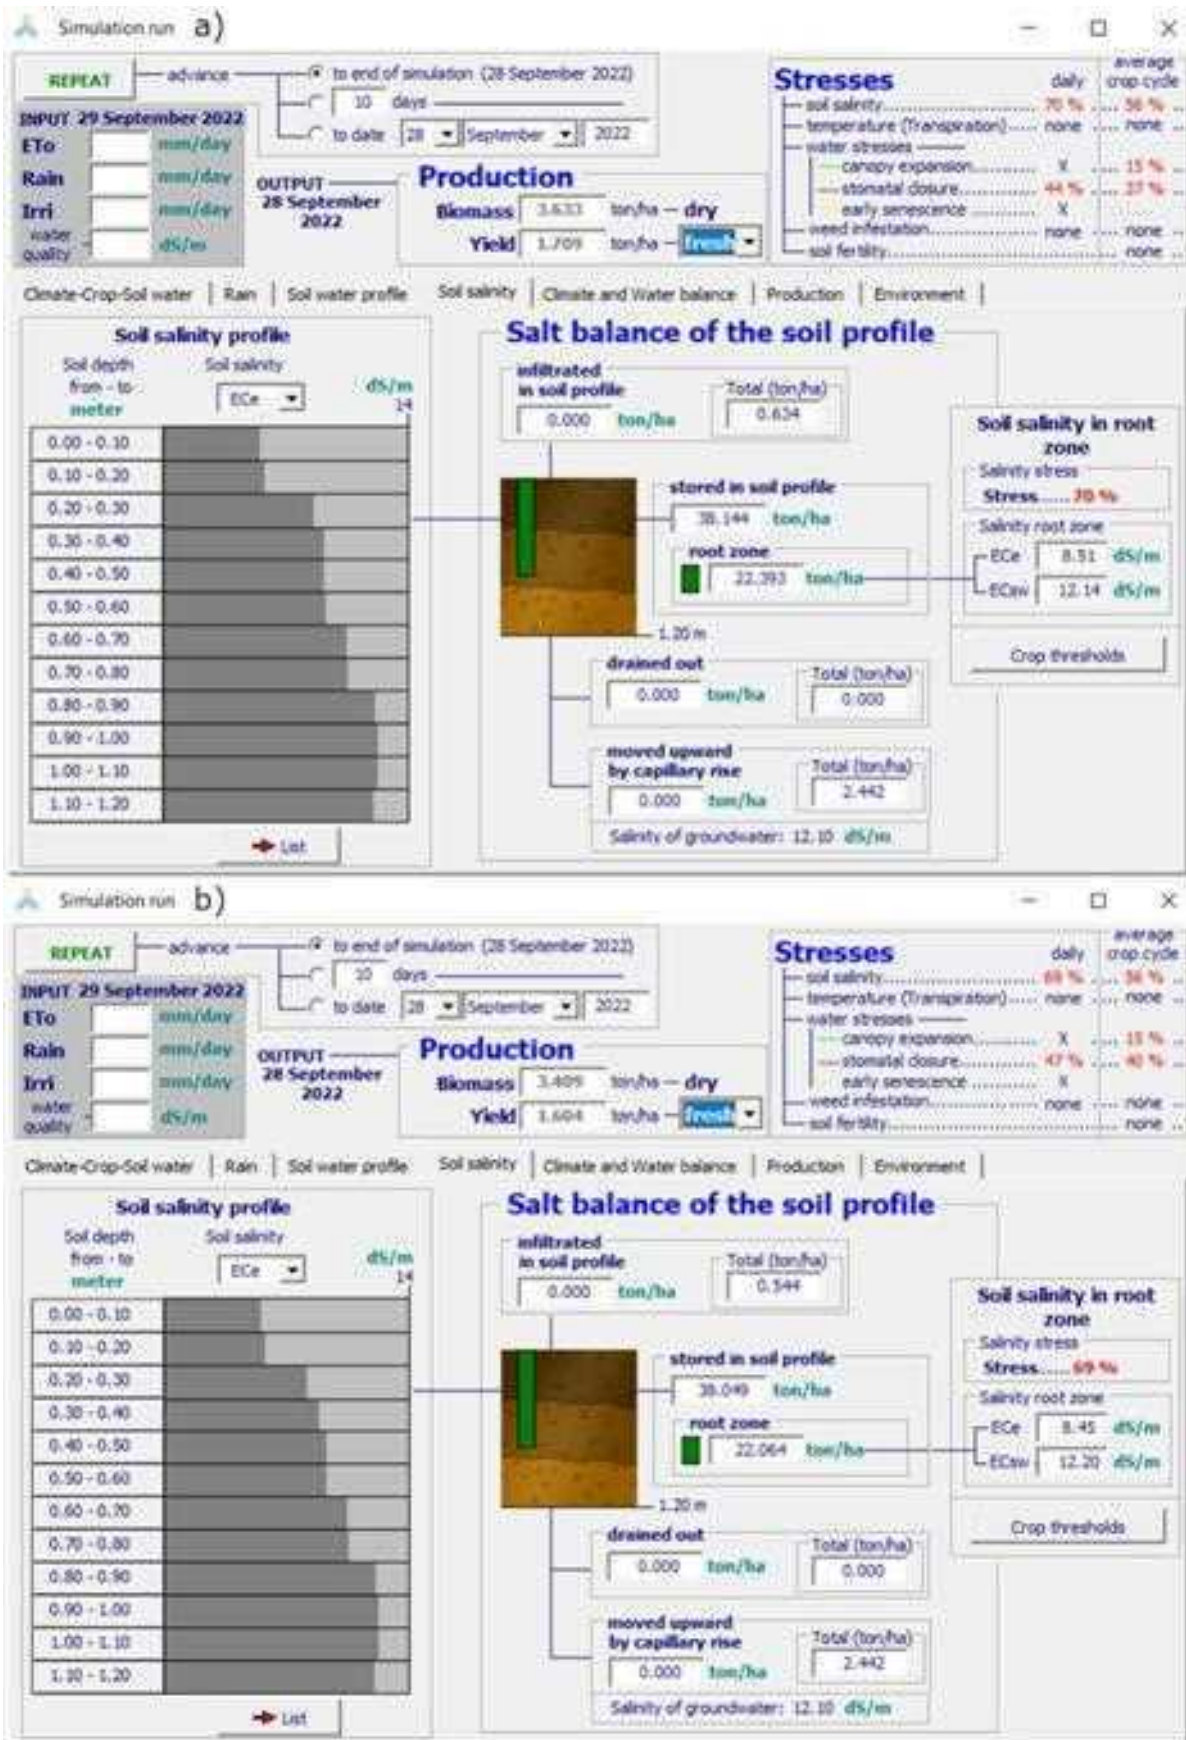 Simulation run a)
REPEAT advance to end of simulation (28 September 2022)
10 days
to date 28 September 2022
INPUT 29 September 2022
ETo mm/day
Rain mm/day
Irri mm/day
water quality dS/m
OUTPUT
28 September
2022
Production
Biomass 3.633 ton/ha dry
Yield 1.709 ton/ha fresh
Stresses daily average crop cycle
soil salinity 70 % 56 %
temperature (Transpiration) none none
water stresses
canopy expansion X 15 %
stomatal closure 44 % 37 %
early senescence X
weed infestation none none
soil fertility none
Climate-Crop-Soil water | Rain | Soil water profile Soil salinity | Climate and Water balance | Production | Environment |
Soil salinity profile
Soil depth Soil salinity
from - to ECe dS/m
meter 14
0.00 - 0.10
0.10 - 0.20
0.20 - 0.30
0.30 - 0.40
0.40 - 0.50
0.50 - 0.60
0.60 - 0.70
0.70 - 0.80
0.80 - 0.90
0.90 - 1.00
1.00 - 1.10
1.10 - 1.20
List
Salt balance of the soil profile
infiltrated
in soil profile Total (ton/ha)
0.000 ton/ha 0.634
stored in soil profile
38.144 ton/ha
root zone
22.393 ton/ha
1.20 m
drained out Total (ton/ha)
0.000 ton/ha 0.000
moved upward
by capillary rise Total (ton/ha)
0.000 ton/ha 2.442
Salinity of groundwater: 12.10 dS/m
Soil salinity in root
zone
Salinity stress
Stress......70 %
Salinity root zone
ECe 8.51 dS/m
ECsw 12.14 dS/m
Crop thresholds
Simulation run b)
REPEAT advance to end of simulation (28 September 2022)
10 days
to date 28 September 2022
INPUT 29 September 2022
ETo mm/day
Rain mm/day
Irri mm/day
water quality dS/m
OUTPUT
28 September
2022
Production
Biomass 3.409 ton/ha dry
Yield 1.604 ton/ha fresh
Stresses daily average crop cycle
soil salinity 69 % 56 %
temperature (Transpiration) none none
water stresses
canopy expansion X 15 %
stomatal closure 47 % 40 %
early senescence X
weed infestation none none
soil fertility none
Climate-Crop-Soil water | Rain | Soil water profile Soil salinity | Climate and Water balance | Production | Environment |
Soil salinity profile
Soil depth Soil salinity
from - to ECe dS/m
meter 14
0.00 - 0.10
0.10 - 0.20
0.20 - 0.30
0.30 - 0.40
0.40 - 0.50
0.50 - 0.60
0.60 - 0.70
0.70 - 0.80
0.80 - 0.90
0.90 - 1.00
1.00 - 1.10
1.10 - 1.20
List
Salt balance of the soil profile
infiltrated
in soil profile Total (ton/ha)
0.000 ton/ha 0.544
stored in soil profile
38.049 ton/ha
root zone
22.064 ton/ha
1.20 m
drained out Total (ton/ha)
0.000 ton/ha 0.000
moved upward
by capillary rise Total (ton/ha)
0.000 ton/ha 2.442
Salinity of groundwater: 12.10 dS/m
Soil salinity in root
zone
Salinity stress
Stress......69 %
Salinity root zone
ECe 8.45 dS/m
ECsw 12.20 dS/m
Crop thresholds